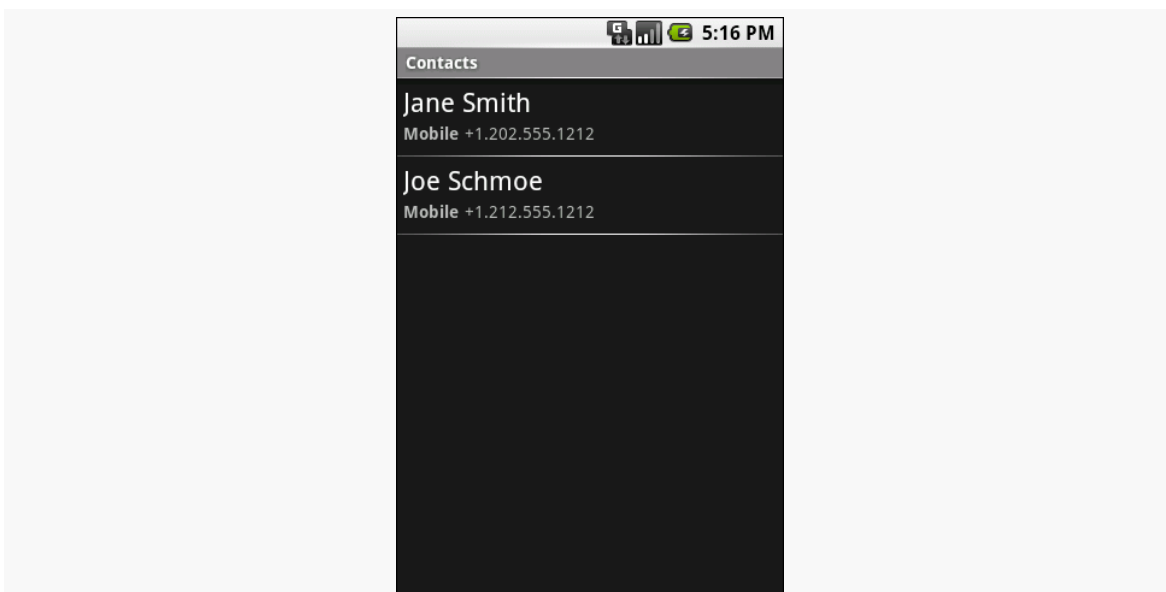 G 5:16 PM
Contacts
Jane Smith
Mobile +1.202.555.1212
Joe Schmoe
Mobile +1.212.555.1212